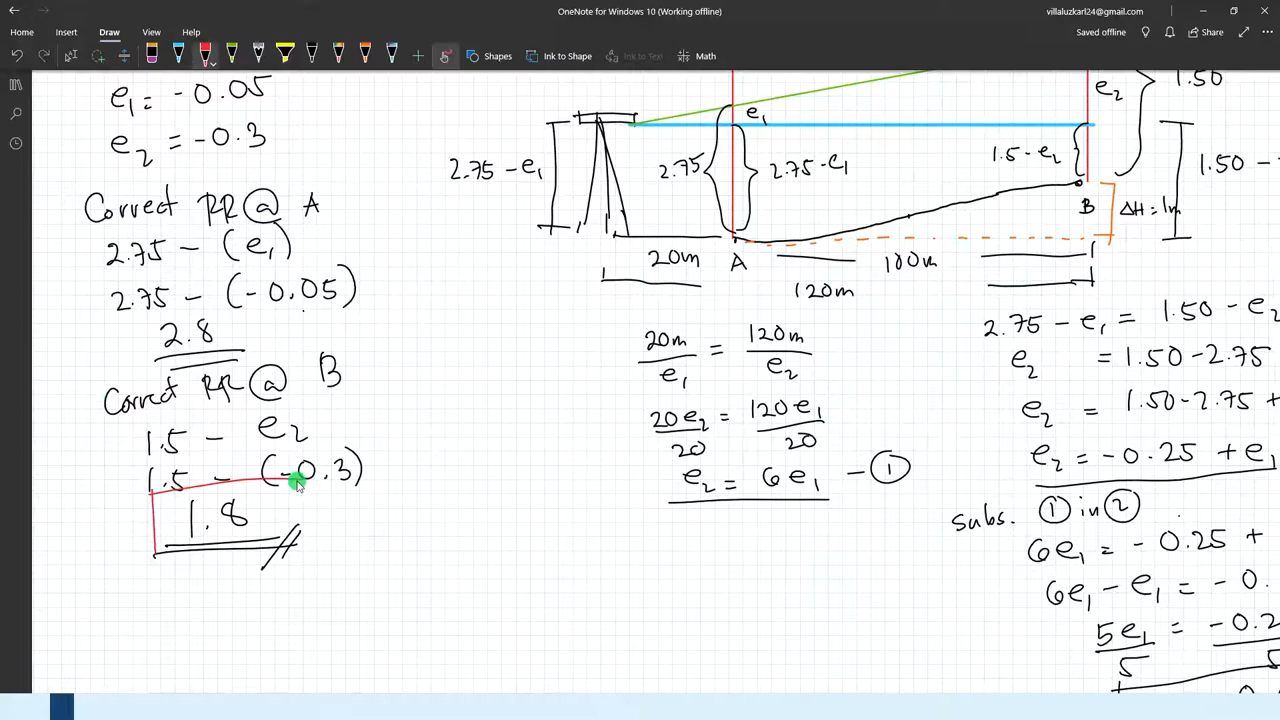 OneNote for Windows 10 (Working offline)
villaluzkarl24@gmail.com
Home Insert Draw View Help
Saved offline
Share
Shapes
Ink to Shape
Ink to Text
Math
e1 = -0.05
e2 = -0.3
Correct RR @ A
2.75 - (e1)
2.75 - (-0.05)
2.8
Correct RR @ B
1.5 - e2
1.5 - (-0.3)
1.8
e1
e2
1.50
2.75 - e1
2.75
2.75 - e1
1.5 - e2
1.50 -
B
ΔH = 1m
20m
A
100m
120m
20m/e1 = 120m/e2
20e2/20 = 120e1/20
e2 = 6e1 - ①
2.75 - e1 = 1.50 - e2
e2 = 1.50 - 2.75
e2 = 1.50 - 2.75 +
e2 = -0.25 + e1
Subs. ① in ②
6e1 = -0.25 +
6e1 - e1 = -0.
5e1/5 = -0.2